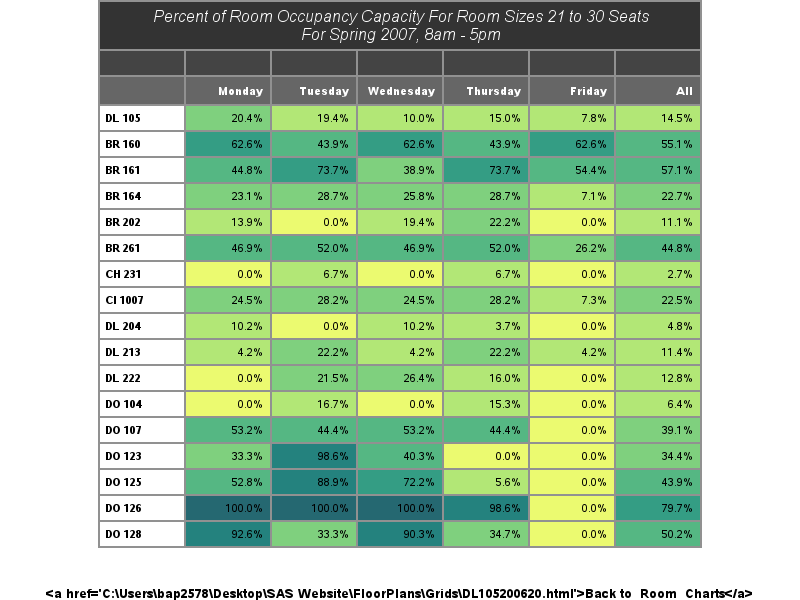 Percent of Room Occupancy Capacity For Room Sizes 21 to 30 Seats
For Spring 2007, 8am - 5pm
Monday Tuesday Wednesday Thursday Friday All
DL 105 20.4% 19.4% 10.0% 15.0% 7.8% 14.5%
BR 160 62.6% 43.9% 62.6% 43.9% 62.6% 55.1%
BR 161 44.8% 73.7% 38.9% 73.7% 54.4% 57.1%
BR 164 23.1% 28.7% 25.8% 28.7% 7.1% 22.7%
BR 202 13.9% 0.0% 19.4% 22.2% 0.0% 11.1%
BR 261 46.9% 52.0% 46.9% 52.0% 26.2% 44.8%
CH 231 0.0% 6.7% 0.0% 6.7% 0.0% 2.7%
CI 1007 24.5% 28.2% 24.5% 28.2% 7.3% 22.5%
DL 204 10.2% 0.0% 10.2% 3.7% 0.0% 4.8%
DL 213 4.2% 22.2% 4.2% 22.2% 4.2% 11.4%
DL 222 0.0% 21.5% 26.4% 16.0% 0.0% 12.8%
DO 104 0.0% 16.7% 0.0% 15.3% 0.0% 6.4%
DO 107 53.2% 44.4% 53.2% 44.4% 0.0% 39.1%
DO 123 33.3% 98.6% 40.3% 0.0% 0.0% 34.4%
DO 125 52.8% 88.9% 72.2% 5.6% 0.0% 43.9%
DO 126 100.0% 100.0% 100.0% 98.6% 0.0% 79.7%
DO 128 92.6% 33.3% 90.3% 34.7% 0.0% 50.2%
<a href='C:\Users\bap2578\Desktop\SAS Website\FloorPlans\Grids\DL105200620.html'>Back to Room Charts</a>